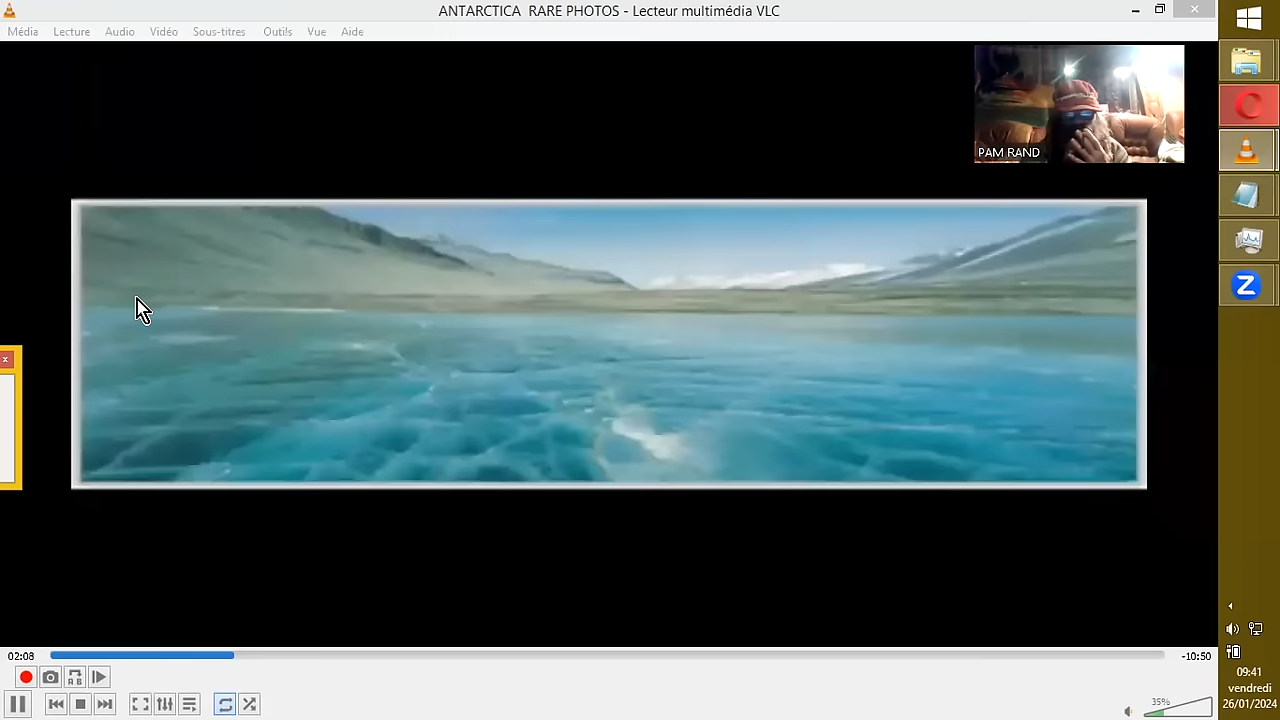 ANTARCTICA  RARE PHOTOS - Lecteur multimédia VLC
Média Lecture Audio Vidéo Sous-titres Outils Vue Aide
PAM RAND
02:08
-10:50
35%
09:41
vendredi
26/01/2024